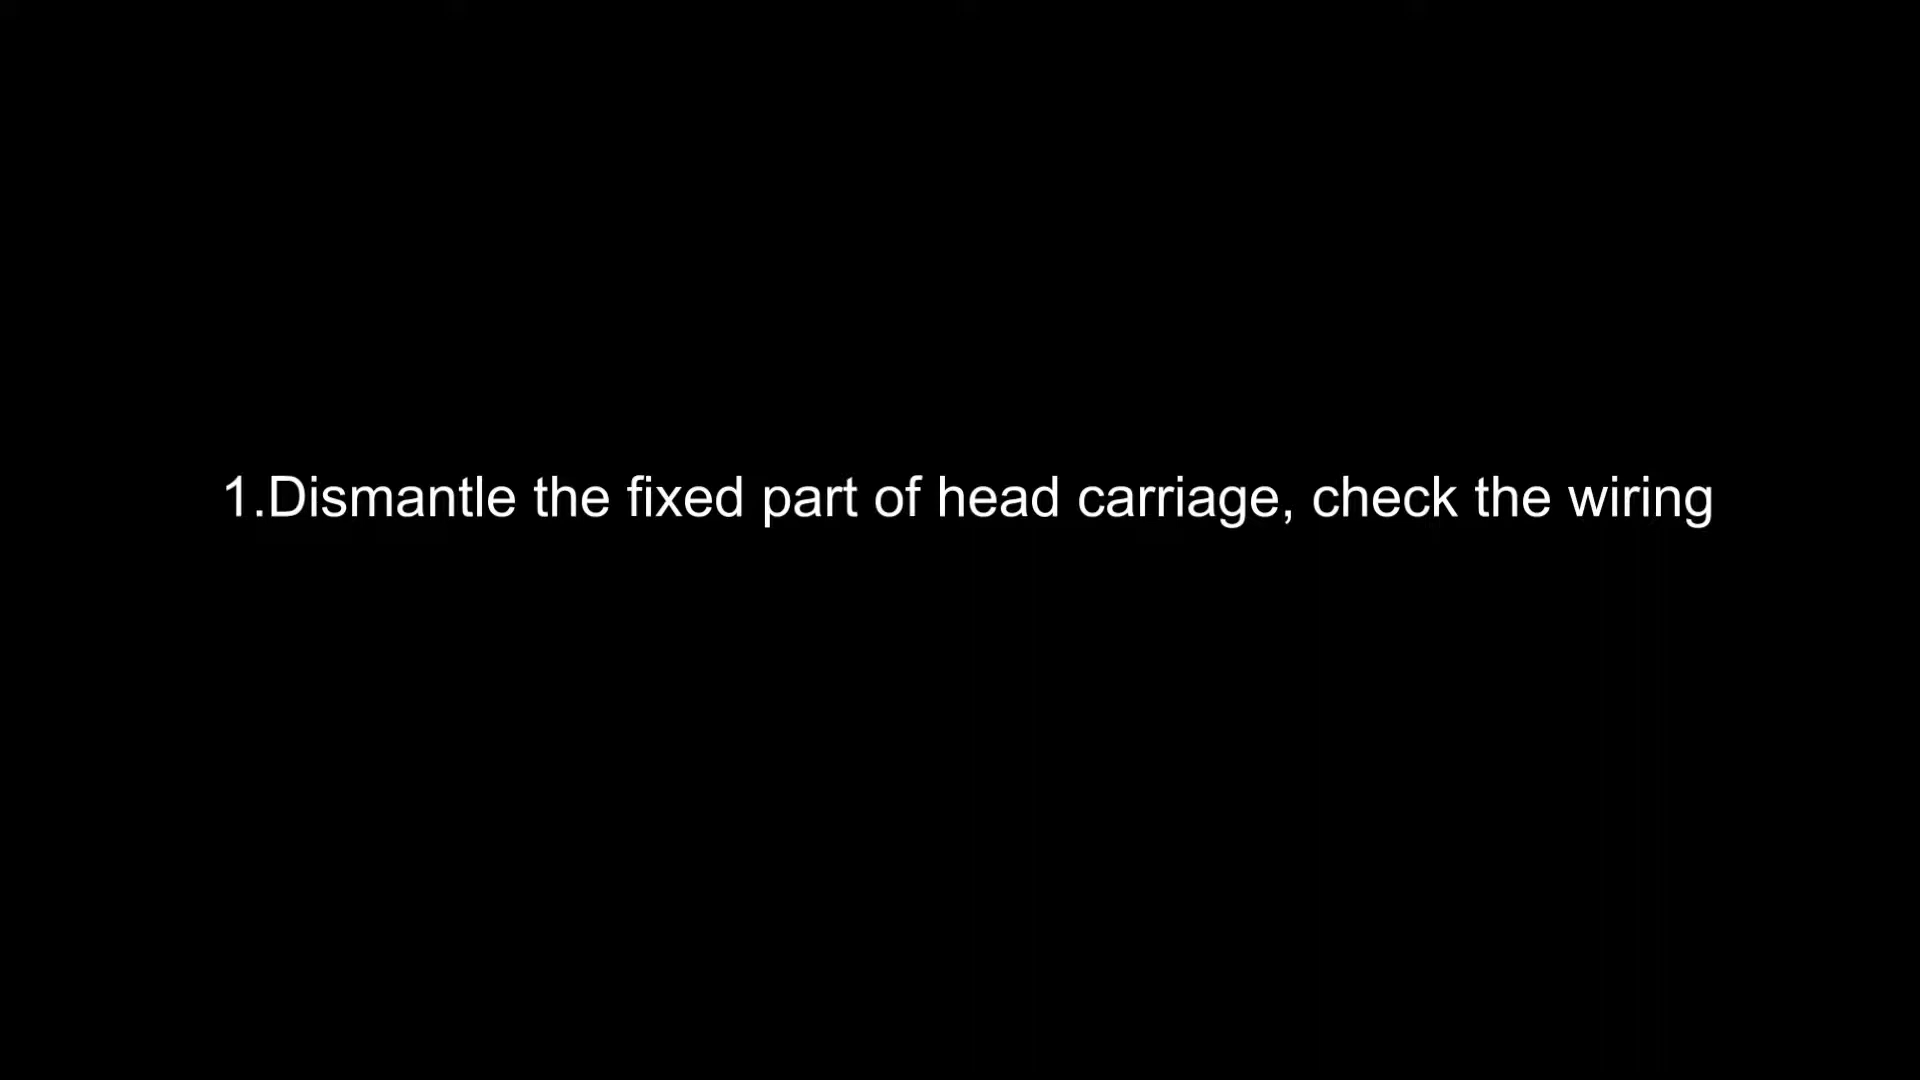 1.Dismantle the fixed part of head carriage, check the wiring